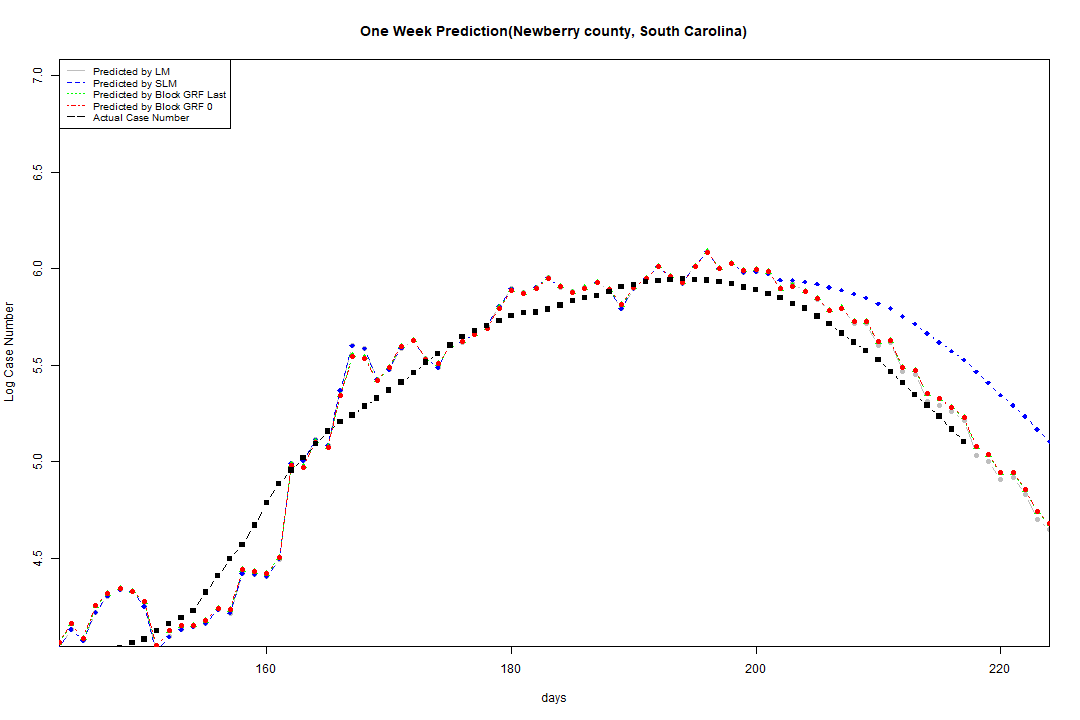 One Week Prediction(Newberry county, South Carolina)
Predicted by LM
Predicted by SLM
Predicted by Block GRF Last
Predicted by Block GRF 0
Actual Case Number
7.0
6.5
6.0
5.5
5.0
4.5
Log Case Number
160
180
200
220
days